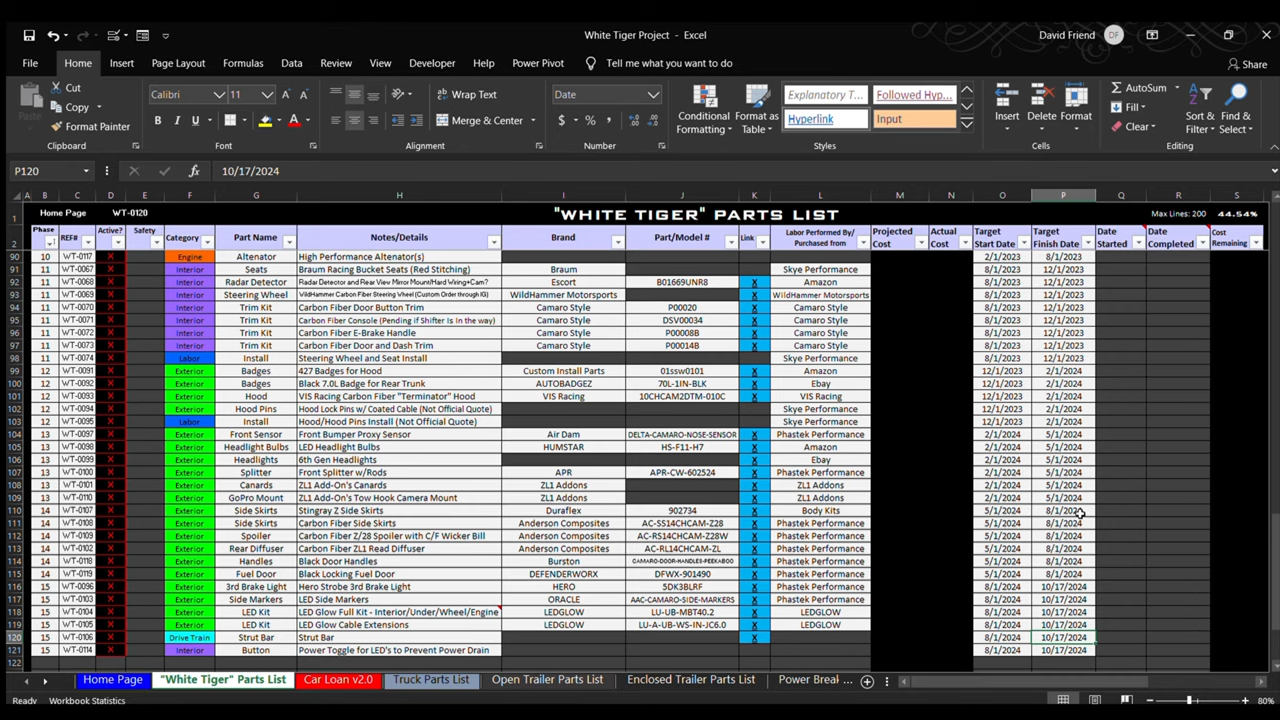 White Tiger Project - Excel
David Friend DF
File Home Insert Draw Page Layout Formulas Data Review View Developer Help Power Pivot Tell me what you want to do Share
Cut
Copy
Format Painter
Paste
Clipboard
Calibri 11
B I U
Font
Wrap Text
Merge & Center
Alignment
Date
$ %
Number
Conditional Formatting
Format as Table
Explanatory T... Followed Hyp...
Hyperlink Input
Styles
Insert Delete Format
Cells
AutoSum
Fill
Clear
Sort & Filter
Find & Select
Editing
P120 fx 10/17/2024
A B C D E F G H I J K L M N O P Q R S
1 Home Page WT-0120 "WHITE TIGER" PARTS LIST Max Lines: 200 44.54%
2 Phase REF# Active? Safety Category Part Name Notes/Details Brand Part/Model # Link Labor Performed By/ Purchased from Projected Cost Actual Cost Target Start Date Target Finish Date Date Started Date Completed Cost Remaining
90 10 WT-0117 X Engine Altenator High Performance Altenator(s) 2/1/2023 8/1/2023
91 11 WT-0067 X Interior Seats Braum Racing Bucket Seats (Red Stitching) Braum Skye Performance 8/1/2023 12/1/2023
92 11 WT-0068 X Interior Radar Detector Radar Detector and Rear View Mirror Mount/Hard Wiring+Cam? Escort B01669UNR8 X Amazon 8/1/2023 12/1/2023
93 11 WT-0069 X Interior Steering Wheel WildHammer Carbon Fiber Steering Wheel (Custom Order through IG) WildHammer Motorsports X WildHammer Motorsports 8/1/2023 12/1/2023
94 11 WT-0070 X Interior Trim Kit Carbon Fiber Door Button Trim Camaro Style P00020 X Camaro Style 8/1/2023 12/1/2023
95 11 WT-0071 X Interior Trim Kit Carbon Fiber Console (Pending if Shifter Is in the way) Camaro Style DSV00034 X Camaro Style 8/1/2023 12/1/2023
96 11 WT-0072 X Interior Trim Kit Carbon Fiber E-Brake Handle Camaro Style P00008B X Camaro Style 8/1/2023 12/1/2023
97 11 WT-0073 X Interior Trim Kit Carbon Fiber Door and Dash Trim Camaro Style P00014B X Camaro Style 8/1/2023 12/1/2023
98 11 WT-0074 X Labor Install Steering Wheel and Seat Install Skye Performance 8/1/2023 12/1/2023
99 12 WT-0091 X Exterior Badges 427 Badges for Hood Custom Install Parts 01ssw0101 X Amazon 12/1/2023 2/1/2024
100 12 WT-0092 X Exterior Badges Black 7.0L Badge for Rear Trunk AUTOBADGEZ 70L-1IN-BLK X Ebay 12/1/2023 2/1/2024
101 12 WT-0093 X Exterior Hood VIS Racing Carbon Fiber "Terminator" Hood VIS Racing 10CHCAM2DTM-010C X VIS Racing 12/1/2023 2/1/2024
102 12 WT-0094 X Exterior Hood Pins Hood Lock Pins w/ Coated Cable (Not Official Quote) Skye Performance 12/1/2023 2/1/2024
103 12 WT-0095 X Labor Install Hood/Hood Pins Install (Not Official Quote) Skye Performance 12/1/2023 2/1/2024
104 13 WT-0097 X Exterior Front Sensor Front Bumper Proxy Sensor Air Dam DELTA-CAMARO-NOSE-SENSOR X Phastek Performance 2/1/2024 5/1/2024
105 13 WT-0098 X Exterior Headlight Bulbs LED Headlight Bulbs HUMSTAR HS-F11-H7 X Amazon 2/1/2024 5/1/2024
106 13 WT-0099 X Exterior Headlights 6th Gen Headlights X Ebay 2/1/2024 5/1/2024
107 13 WT-0100 X Exterior Splitter Front Splitter w/Rods APR APR-CW-602524 X Phastek Performance 2/1/2024 5/1/2024
108 13 WT-0101 X Exterior Canards ZL1 Add-On's Canards ZL1 Addons X ZL1 Addons 2/1/2024 5/1/2024
109 13 WT-0110 X Exterior GoPro Mount ZL1 Add-On's Tow Hook Camera Mount ZL1 Addons X ZL1 Addons 2/1/2024 5/1/2024
110 14 WT-0107 X Exterior Side Skirts Stingray Z Side Skirts Duraflex 902734 X Body Kits 5/1/2024 8/1/2024
111 14 WT-0108 X Exterior Side Skirts Carbon Fiber Side Skirts Anderson Composites AC-SS14CHCAM-Z28 X Phastek Performance 5/1/2024 8/1/2024
112 14 WT-0109 X Exterior Spoiler Carbon Fiber Z/28 Spoiler with C/F Wicker Bill Anderson Composites AC-RS14CHCAM-Z28W X Phastek Performance 5/1/2024 8/1/2024
113 14 WT-0111 X Exterior Rear Diffuser Carbon Fiber ZL1 Read Diffuser Anderson Composites AC-RL14CHCAM-ZL X Phastek Performance 5/1/2024 8/1/2024
114 14 WT-0112 X Exterior Handles Black Door Handles Burston CAMARO-DOOR-HANDLES-PEEKABOO X Phastek Performance 5/1/2024 8/1/2024
115 14 WT-0119 X Exterior Fuel Door Black Locking Fuel Door DEFENDERWORX DFWX-901490 X Phastek Performance 5/1/2024 8/1/2024
116 15 WT-0096 X Exterior 3rd Brake Light Hero Strobe 3rd Brake Light HERO 5DK3BLRF X Phastek Performance 8/1/2024 10/17/2024
117 15 WT-0103 X Exterior Side Markers LED Side Markers ORACLE AAC-CAMARO-SIDE-MARKERS X Phastek Performance 8/1/2024 10/17/2024
118 15 WT-0104 X Exterior LED Kit LED Glow Full Kit - Interior/Under/Wheel/Engine LEDGLOW LU-UB-MBT40.2 X LEDGLOW 8/1/2024 10/17/2024
119 15 WT-0105 X Exterior LED Kit LED Glow Cable Extensions LEDGLOW LU-A-UB-WS-IN-JC6.0 X LEDGLOW 8/1/2024 10/17/2024
120 15 WT-0106 X Drive Train Strut Bar Strut Bar X 8/1/2024 10/17/2024
121 15 WT-0114 X Interior Button Power Toggle for LED's to Prevent Power Drain 8/1/2024 10/17/2024
122
Home Page "White Tiger" Parts List Car Loan v2.0 Truck Parts List Open Trailer Parts List Enclosed Trailer Parts List Power Break ...
Ready Workbook Statistics 80%